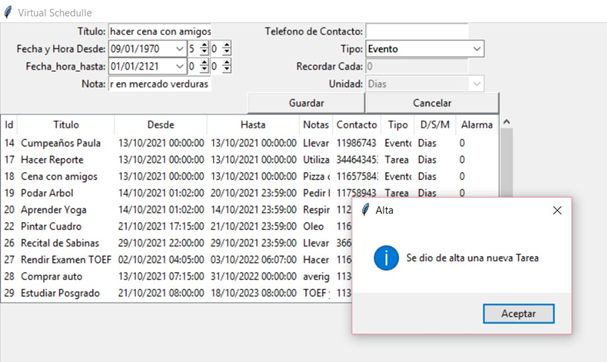 Virtual Schedulle
Título: hacer cena con amigos Telefono de Contacto:
Fecha y Hora Desde: 09/01/1970 5 0 Tipo: Evento
Fecha_hora_hasta: 01/01/2121 0 0 Recordar Cada: 0
Nota: r en mercado verduras Unidad: Dias
Guardar Cancelar
Id Titulo Desde Hasta Notas Contacto Tipo D/S/M Alarma
14 Cumpeaños Paula 13/10/2021 00:00:00 13/10/2021 00:00:00 Llevar 11986743 Evento Dias 0
17 Hacer Reporte 13/10/2021 00:00:00 13/10/2021 00:00:00 Utiliza 344643453 Tarea Dias 0
18 Cena con amigos 13/10/2021 00:00:00 13/10/2021 00:00:00 Pizza c 116575843 Evento Dias 0
19 Podar Arbol 14/10/2021 01:02:00 20/10/2021 23:59:00 Pedir l 11758943 Tarea Dias 0
20 Aprender Yoga 14/10/2021 01:02:00 14/10/2021 23:59:00 Respir 112
22 Pintar Cuadro 21/10/2021 17:15:00 21/10/2021 23:59:00 Oleo 116
26 Recital de Sabinas 29/10/2021 22:00:00 29/10/2021 23:59:00 Llevar 366
27 Rendir Examen TOEF 02/10/2021 04:05:00 03/10/2022 06:07:00 Hacer 116
28 Comprar auto 13/10/2021 07:15:00 31/10/2022 00:00:00 averig 113
29 Estudiar Posgrado 21/10/2021 08:00:00 18/10/2023 08:00:00 TOEF y 113
Alta
Se dio de alta una nueva Tarea
Aceptar